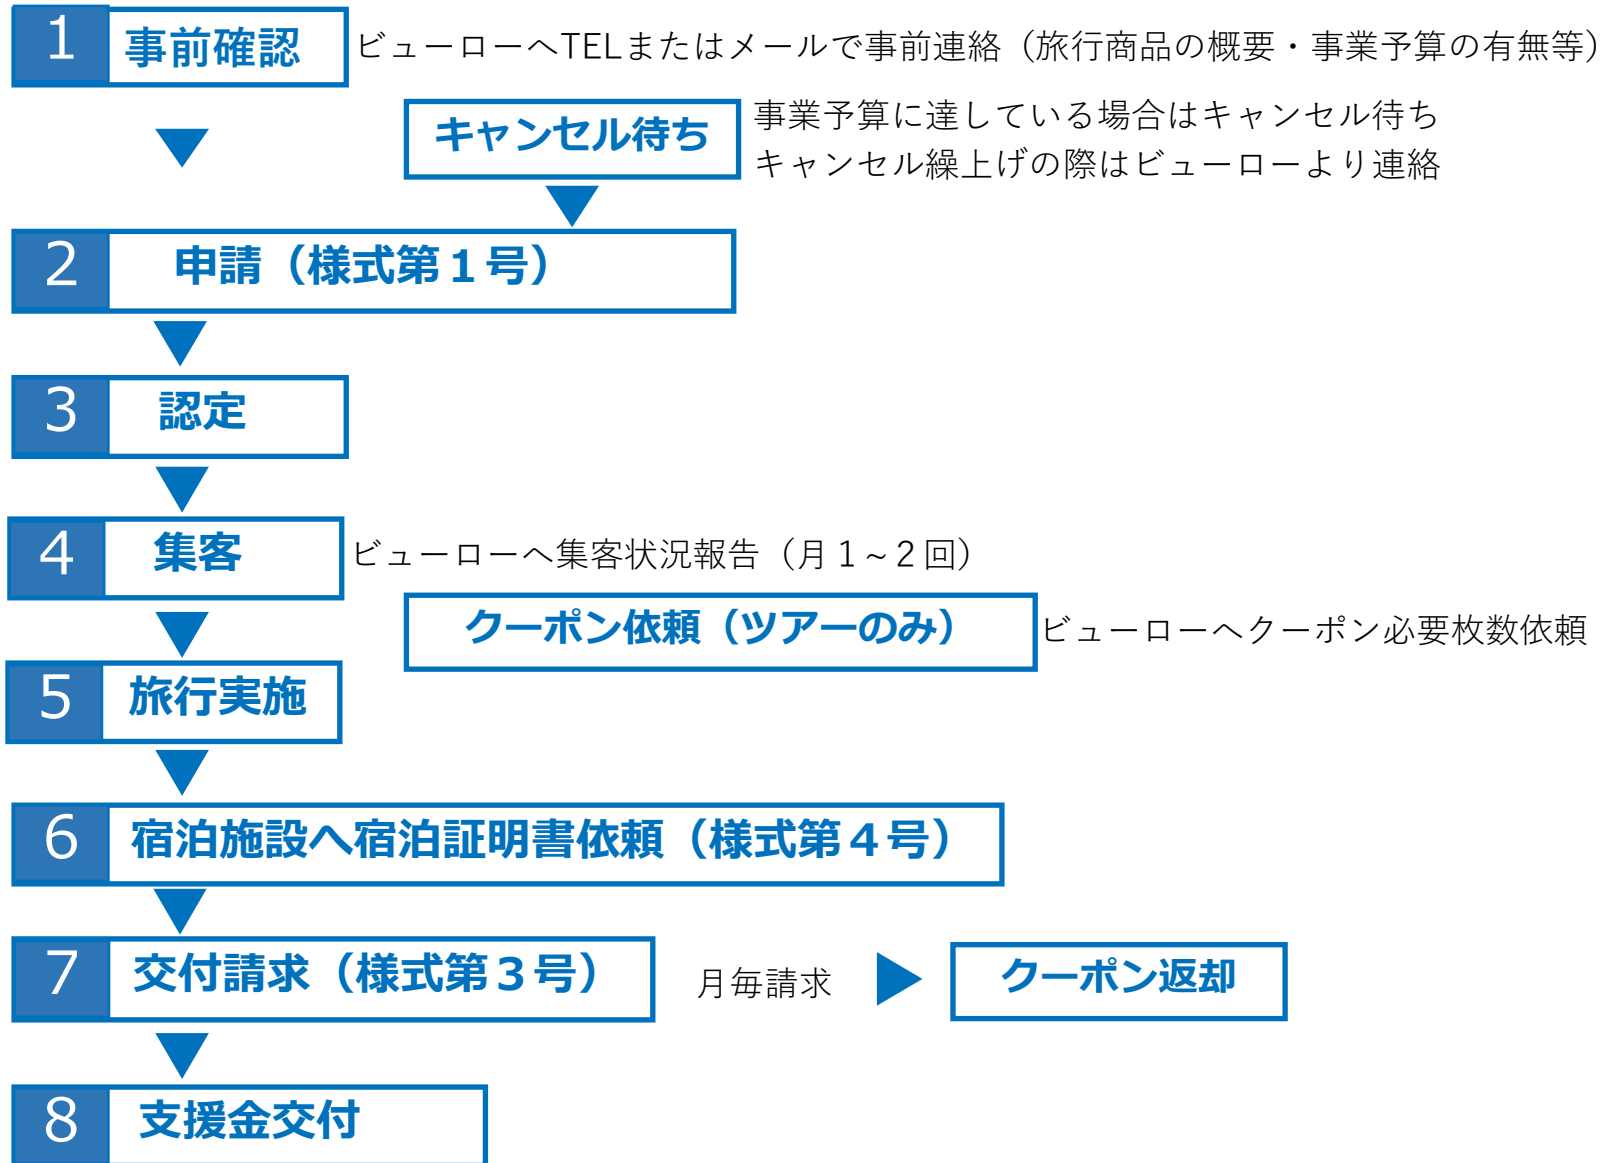 1 事前確認 ビューローへTELまたはメールで事前連絡（旅行商品の概要・事業予算の有無等）
キャンセル待ち 事業予算に達している場合はキャンセル待ち
キャンセル繰上げの際はビューローより連絡
2 申請（様式第１号）
3 認定
4 集客 ビューローへ集客状況報告（月１~２回）
クーポン依頼（ツアーのみ） ビューローへクーポン必要枚数依頼
5 旅行実施
6 宿泊施設へ宿泊証明書依頼（様式第４号）
7 交付請求（様式第３号） 月毎請求 クーポン返却
8 支援金交付